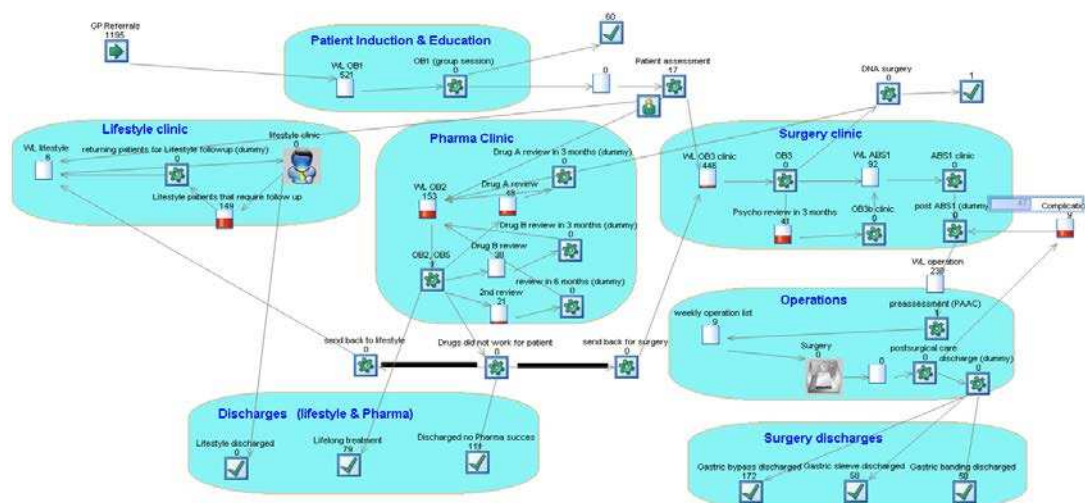 GP Referrals
1195
60
Patient Induction & Education
WL OB1
521
OB1 (group session)
0
0
Patient assessment
17
DNA surgery
0
1
Lifestyle clinic
WL lifestyle
6
returning patients for Lifestyle followup (dummy)
0
lifestyle clinic
0
Lifestyle patients that require follow up
149
Pharma Clinic
Drug A review in 3 months (dummy)
0
WL OB2
153
Drug A review
48
Drug B review in 3 months (dummy)
0
Drug B review
38
OB2, OB5
2nd review
21
review in 6 months (dummy)
0
Surgery clinic
WL OB3 clinic
446
OB3
0
WL ABS1
92
ABS1 clinic
0
Psycho review in 3 months
43
OB3b clinic
0
post ABS1 (dummy)
0
Complicatio
9
WL operation
238
Operations
weekly operation list
9
preassessment (PAAC)
Surgery
0
0
postsurgical care
0
discharge (dummy)
0
send back to lifestyle
0
Drugs did not work for patient
0
send back for surgery
0
Discharges (lifestyle & Pharma)
Lifestyle discharged
0
Lifelong treatment
79
Discharged no Pharma succes
Surgery discharges
Gastric bypass discharged
172
Gastric sleeve discharged
58
Gastric banding discharged